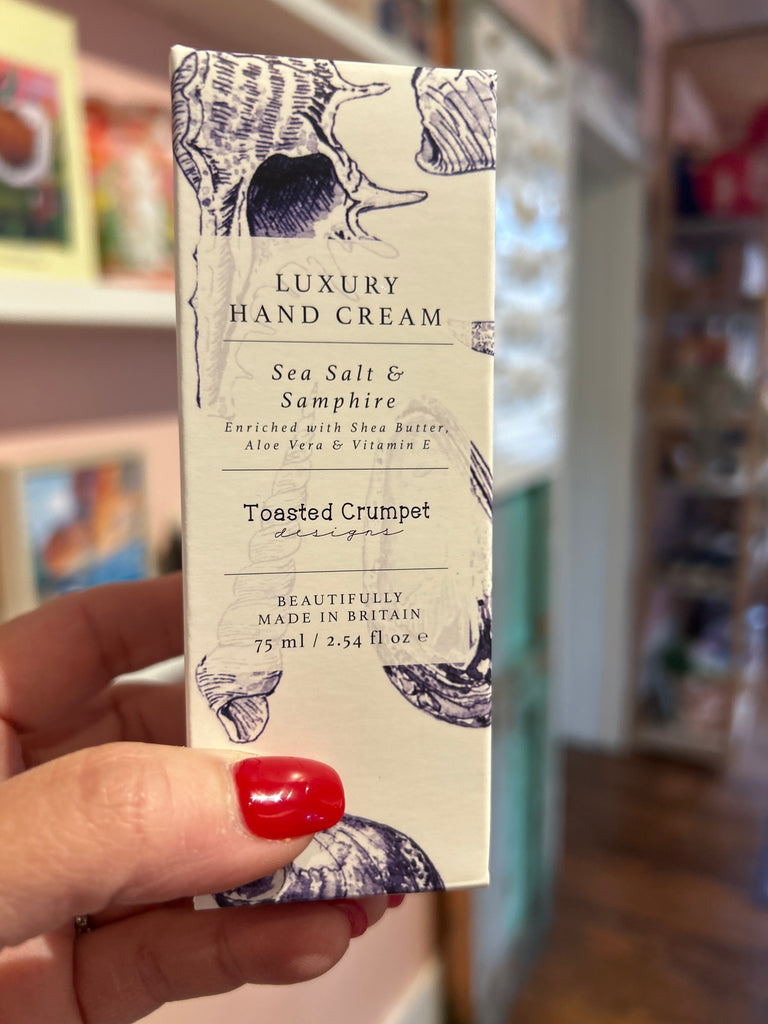 LUXURY
HAND CREAM
Sea Salt &
Samphire
Enriched with Shea Butter,
Aloe Vera & Vitamin E
Toasted Crumpet
designs
BEAUTIFULLY
MADE IN BRITAIN
75 ml / 2.54 fl oz ℮